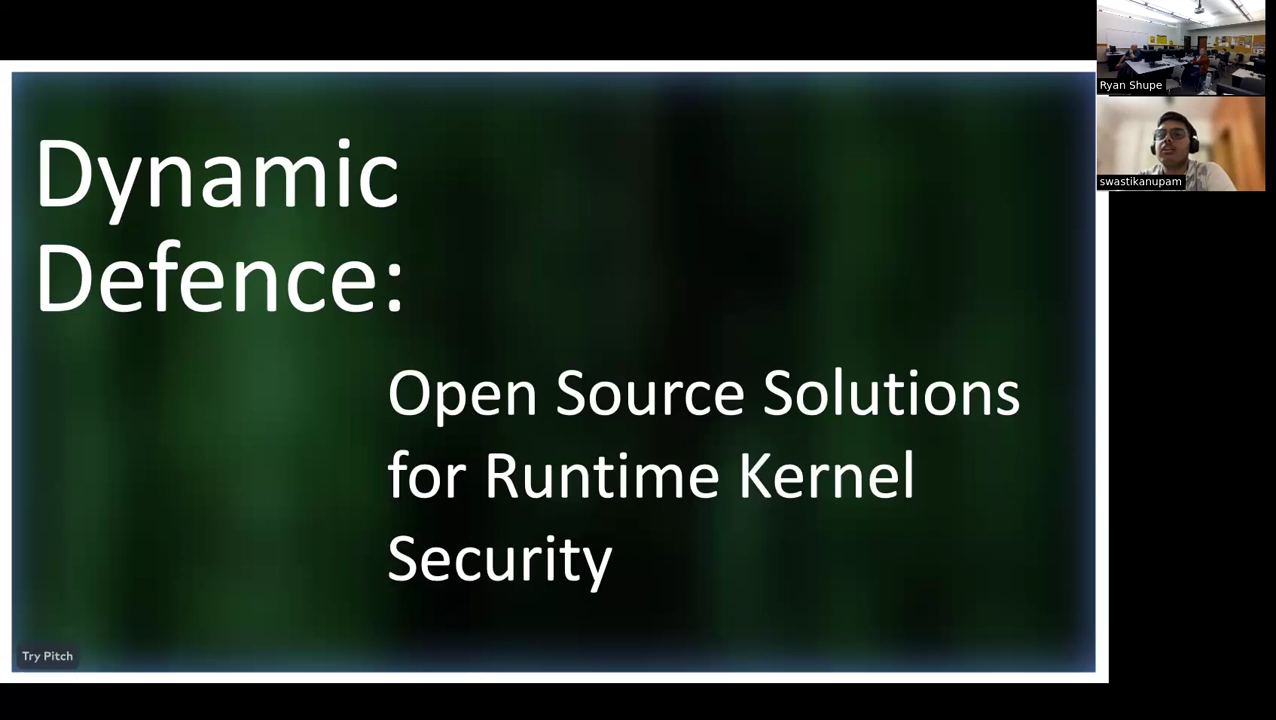 Dynamic
Defence:
Open Source Solutions
for Runtime Kernel
Security
Try Pitch
Ryan Shupe
swastikanupam